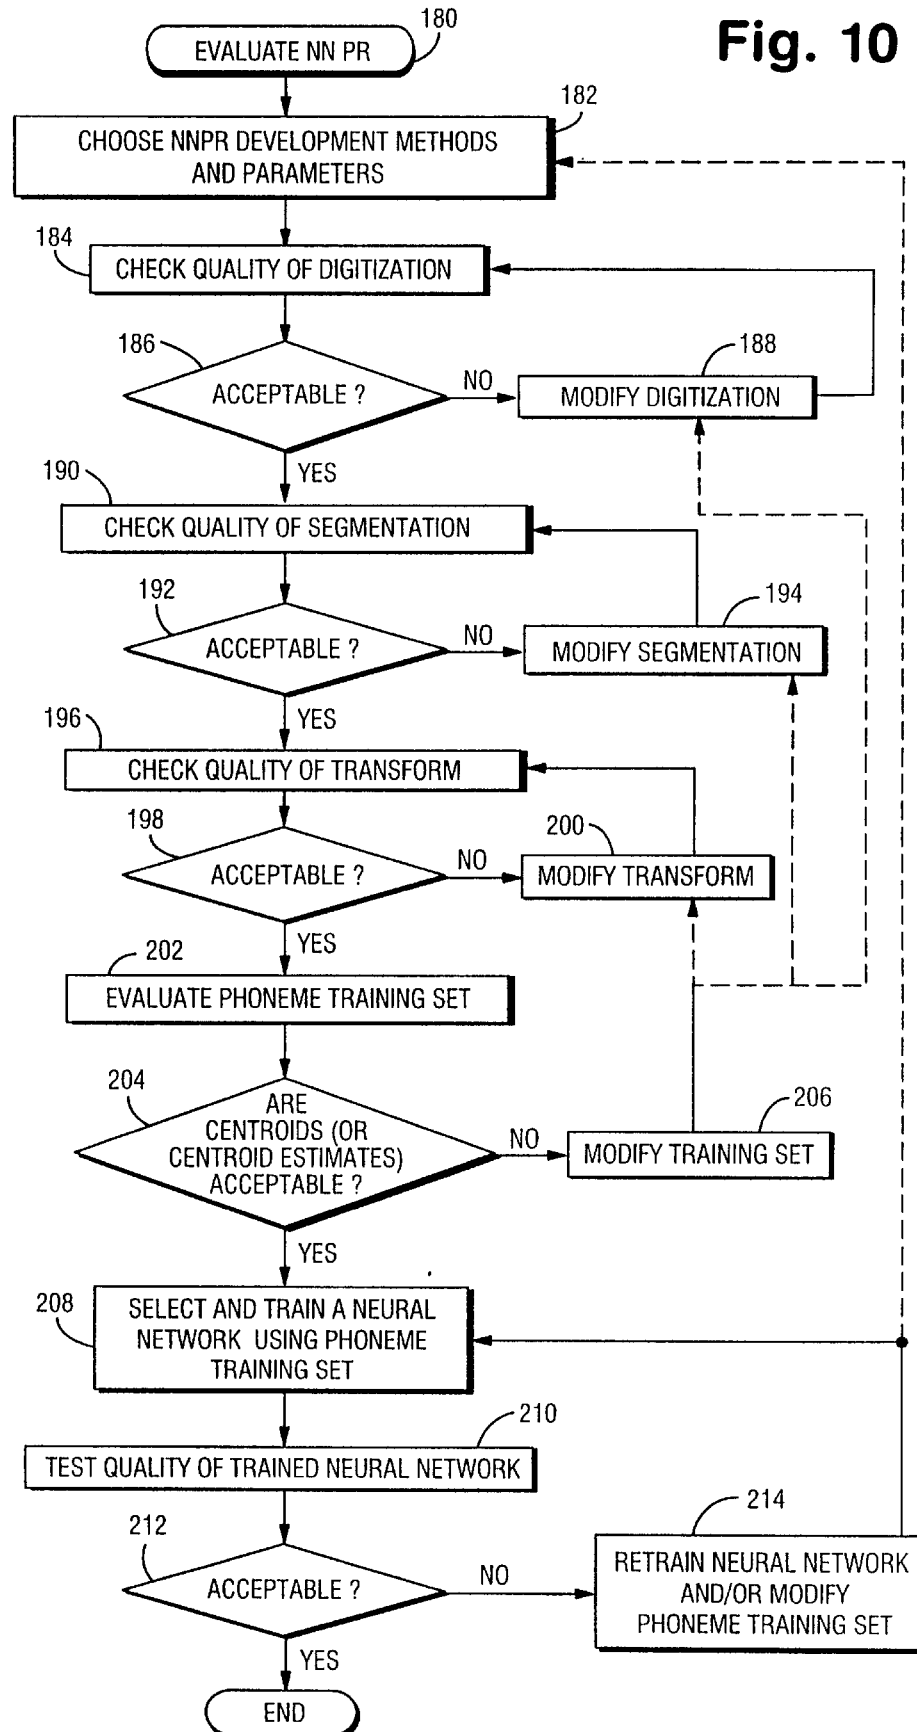 Fig. 10
180
EVALUATE NN PR
182
CHOOSE NNPR DEVELOPMENT METHODS
AND PARAMETERS
184
CHECK QUALITY OF DIGITIZATION
186
ACCEPTABLE ?
NO
188
MODIFY DIGITIZATION
YES
190
CHECK QUALITY OF SEGMENTATION
192
ACCEPTABLE ?
NO
194
MODIFY SEGMENTATION
YES
196
CHECK QUALITY OF TRANSFORM
198
ACCEPTABLE ?
NO
200
MODIFY TRANSFORM
YES
202
EVALUATE PHONEME TRAINING SET
204
ARE
CENTROIDS (OR
CENTROID ESTIMATES)
ACCEPTABLE ?
NO
206
MODIFY TRAINING SET
YES
208
SELECT AND TRAIN A NEURAL
NETWORK USING PHONEME
TRAINING SET
210
TEST QUALITY OF TRAINED NEURAL NETWORK
212
ACCEPTABLE ?
NO
214
RETRAIN NEURAL NETWORK
AND/OR MODIFY
PHONEME TRAINING SET
YES
END